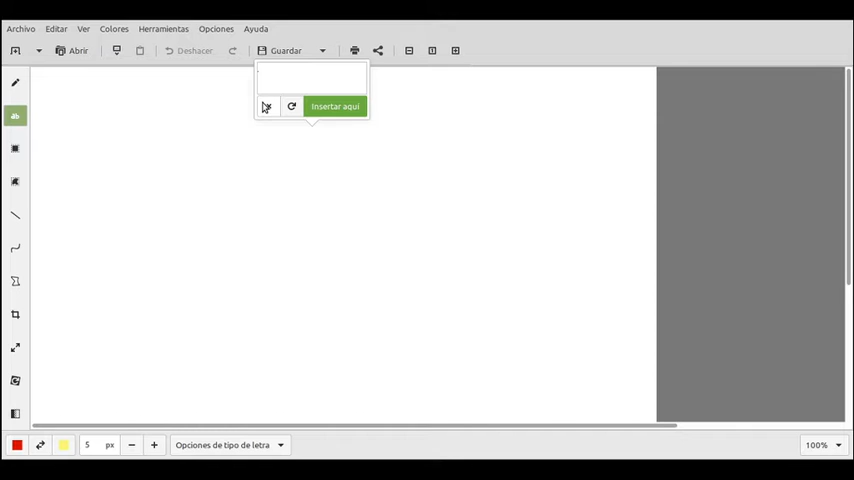 Archivo Editar Ver Colores Herramientas Opciones Ayuda
Abrir Deshacer Guardar
Insertar aquí
5 px Opciones de tipo de letra 100%